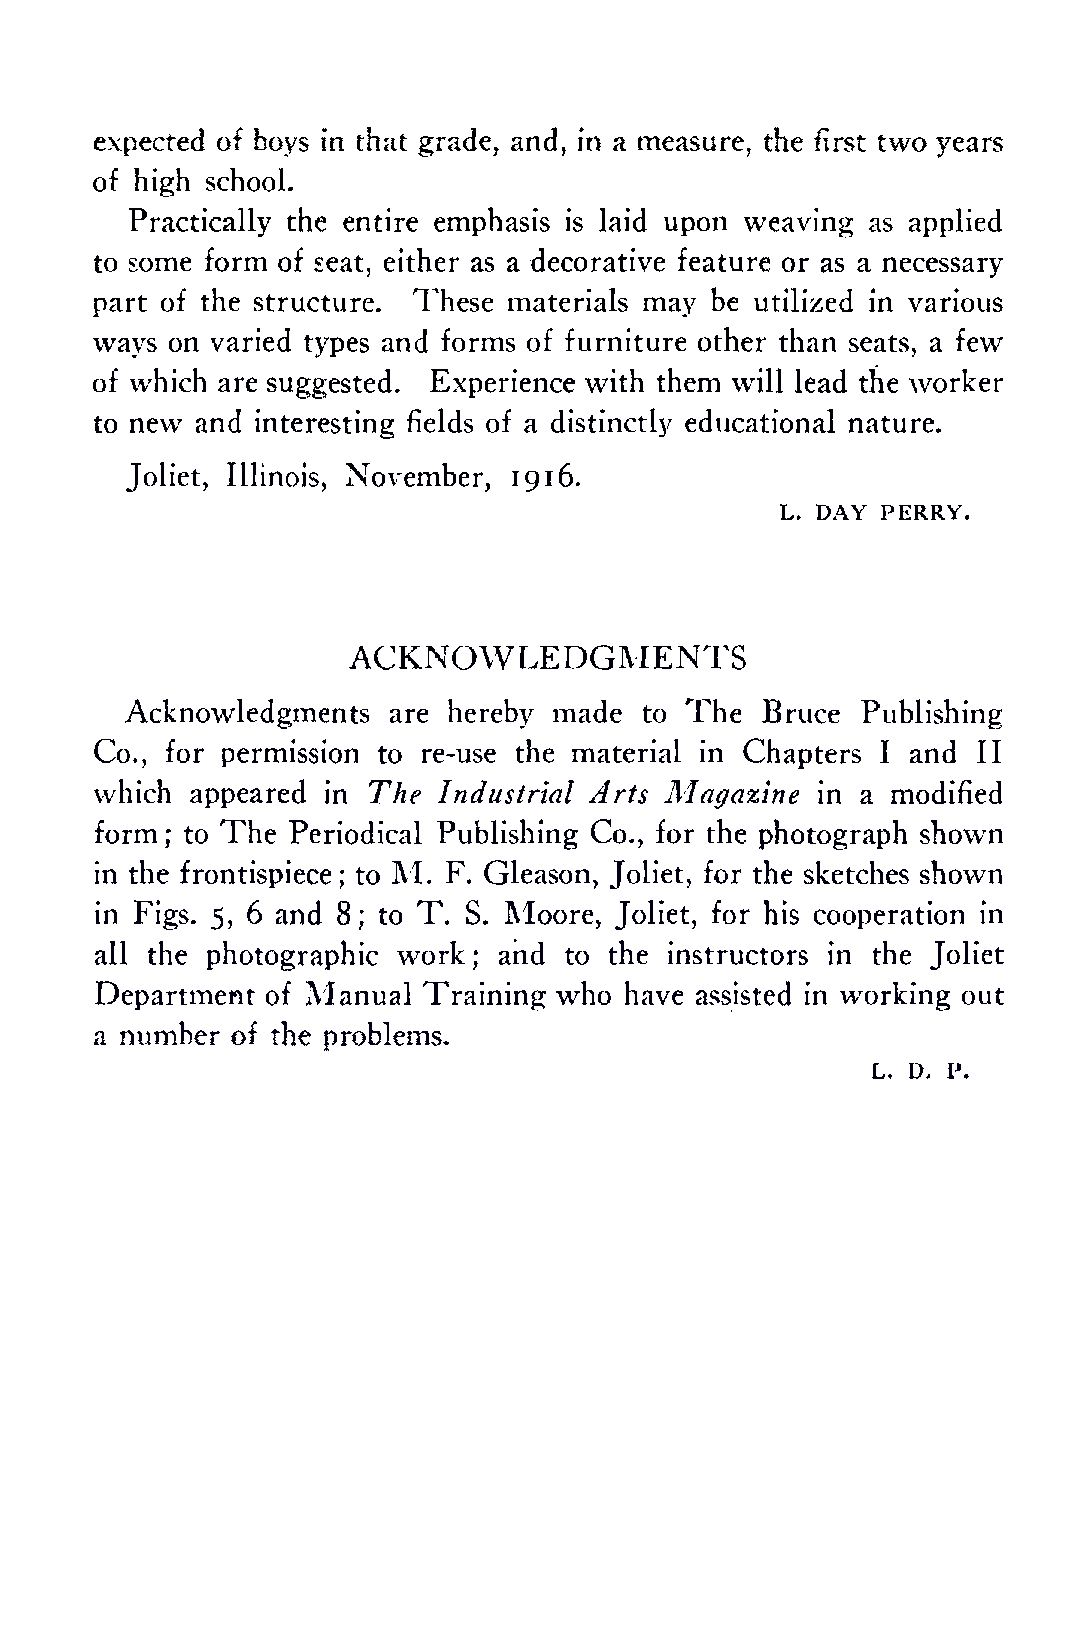 expected of boys in that grade, and, in a measure, the first two years
of high school.
Practically the entire emphasis is laid upon weaving as applied
to some form of seat, either as a decorative feature or as a necessary
part of the structure. These materials may be utilized in various
ways on varied types and forms of furniture other than seats, a few
of which are suggested. Experience with them will lead the worker
to new and interesting fields of a distinctly educational nature.
Joliet, Illinois, November, 1916.
L. DAY PERRY.
ACKNOWLEDGMENTS
Acknowledgments are hereby made to The Bruce Publishing
Co., for permission to re-use the material in Chapters I and II
which appeared in The Industrial Arts Magazine in a modified
form; to The Periodical Publishing Co., for the photograph shown
in the frontispiece; to M. F. Gleason, Joliet, for the sketches shown
in Figs. 5, 6 and 8; to T. S. Moore, Joliet, for his cooperation in
all the photographic work; and to the instructors in the Joliet
Department of Manual Training who have assisted in working out
a number of the problems.
L. D. P.